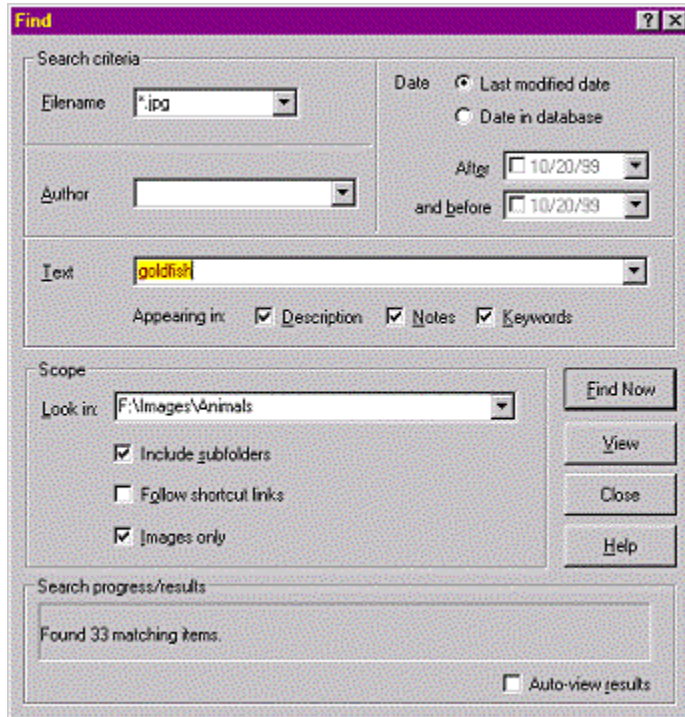 Find
Search criteria
Filename *.jpg
Date Last modified date
Date in database
After 10/20/99
and before 10/20/99
Author
Text goldfish
Appearing in: Description Notes Keywords
Scope
Look in: F:\Images\Animals
Include subfolders
Follow shortcut links
Images only
Find Now
View
Close
Help
Search progress/results
Found 33 matching items.
Auto-view results